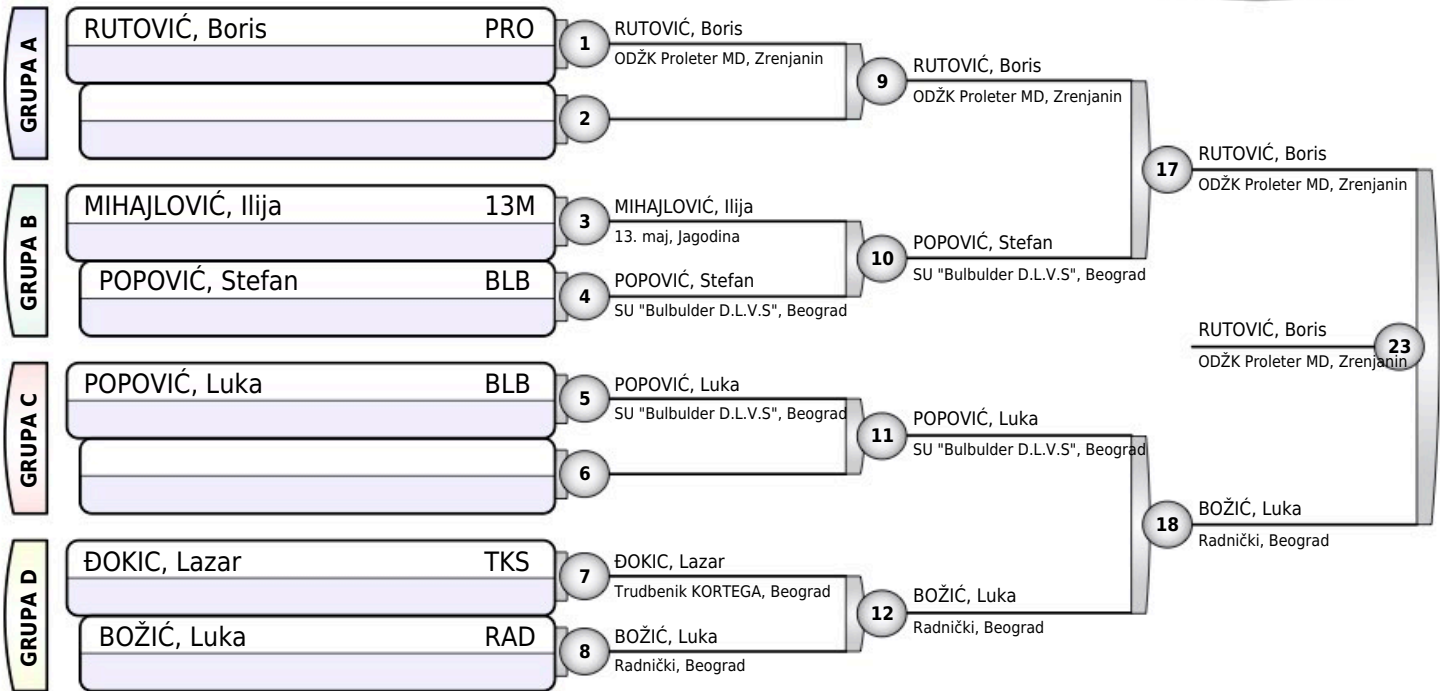 GRUPA A
RUTOVIĆ, Boris PRO
1
RUTOVIĆ, Boris
ODŽK Proleter MD, Zrenjanin
2
9
RUTOVIĆ, Boris
ODŽK Proleter MD, Zrenjanin
GRUPA B
MIHAJLOVIĆ, Ilija 13M
3
MIHAJLOVIĆ, Ilija
13. maj, Jagodina
POPOVIĆ, Stefan BLB
4
POPOVIĆ, Stefan
SU "Bulbulder D.L.V.S", Beograd
10
POPOVIĆ, Stefan
SU "Bulbulder D.L.V.S", Beograd
17
RUTOVIĆ, Boris
ODŽK Proleter MD, Zrenjanin
GRUPA C
POPOVIĆ, Luka BLB
5
POPOVIĆ, Luka
SU "Bulbulder D.L.V.S", Beograd
6
11
POPOVIĆ, Luka
SU "Bulbulder D.L.V.S", Beograd
GRUPA D
ĐOKIC, Lazar TKS
7
ĐOKIC, Lazar
Trudbenik KORTEGA, Beograd
BOŽIĆ, Luka RAD
8
BOŽIĆ, Luka
Radnički, Beograd
12
BOŽIĆ, Luka
Radnički, Beograd
18
BOŽIĆ, Luka
Radnički, Beograd
RUTOVIĆ, Boris
ODŽK Proleter MD, Zrenjanin
23